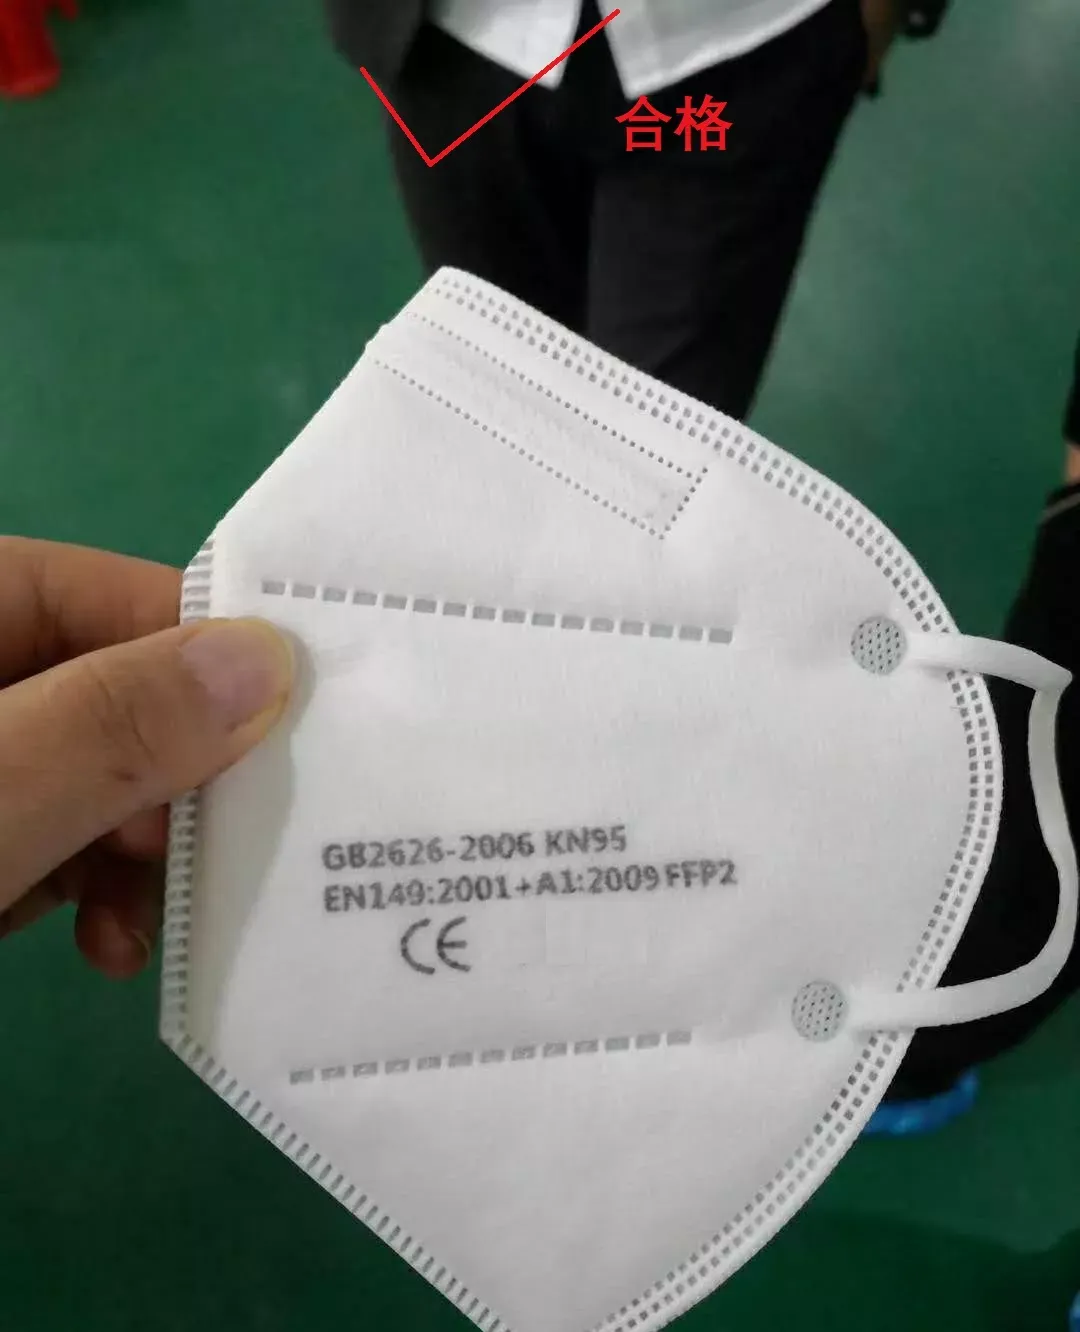 合格
GB2626-2006 KN95
EN149:2001+A1:2009 FFP2
CE